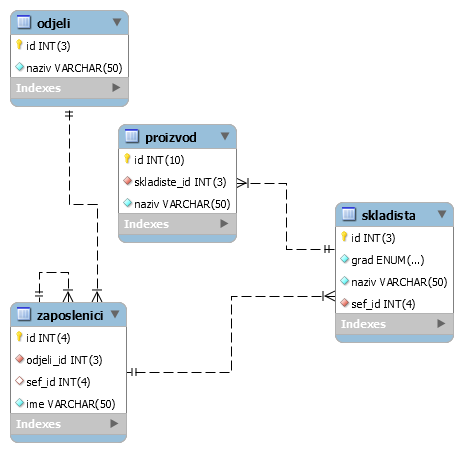 odjeli
id INT(3)
naziv VARCHAR(50)
Indexes
proizvod
id INT(10)
skladiste_id INT(3)
naziv VARCHAR(50)
Indexes
skladista
id INT(3)
grad ENUM(...)
naziv VARCHAR(50)
sef_id INT(4)
Indexes
zaposlenici
id INT(4)
odjeli_id INT(3)
sef_id INT(4)
ime VARCHAR(50)
Indexes